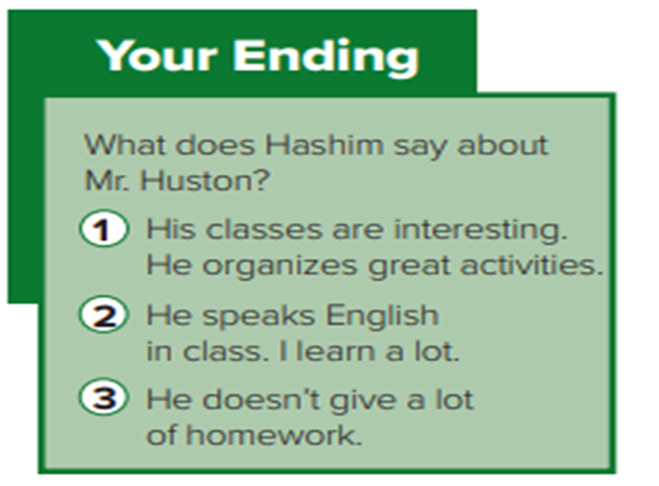 Your Ending
What does Hashim say about
Mr. Huston?
1 His classes are interesting.
He organizes great activities.
2 He speaks English
in class. I learn a lot.
3 He doesn't give a lot
of homework.